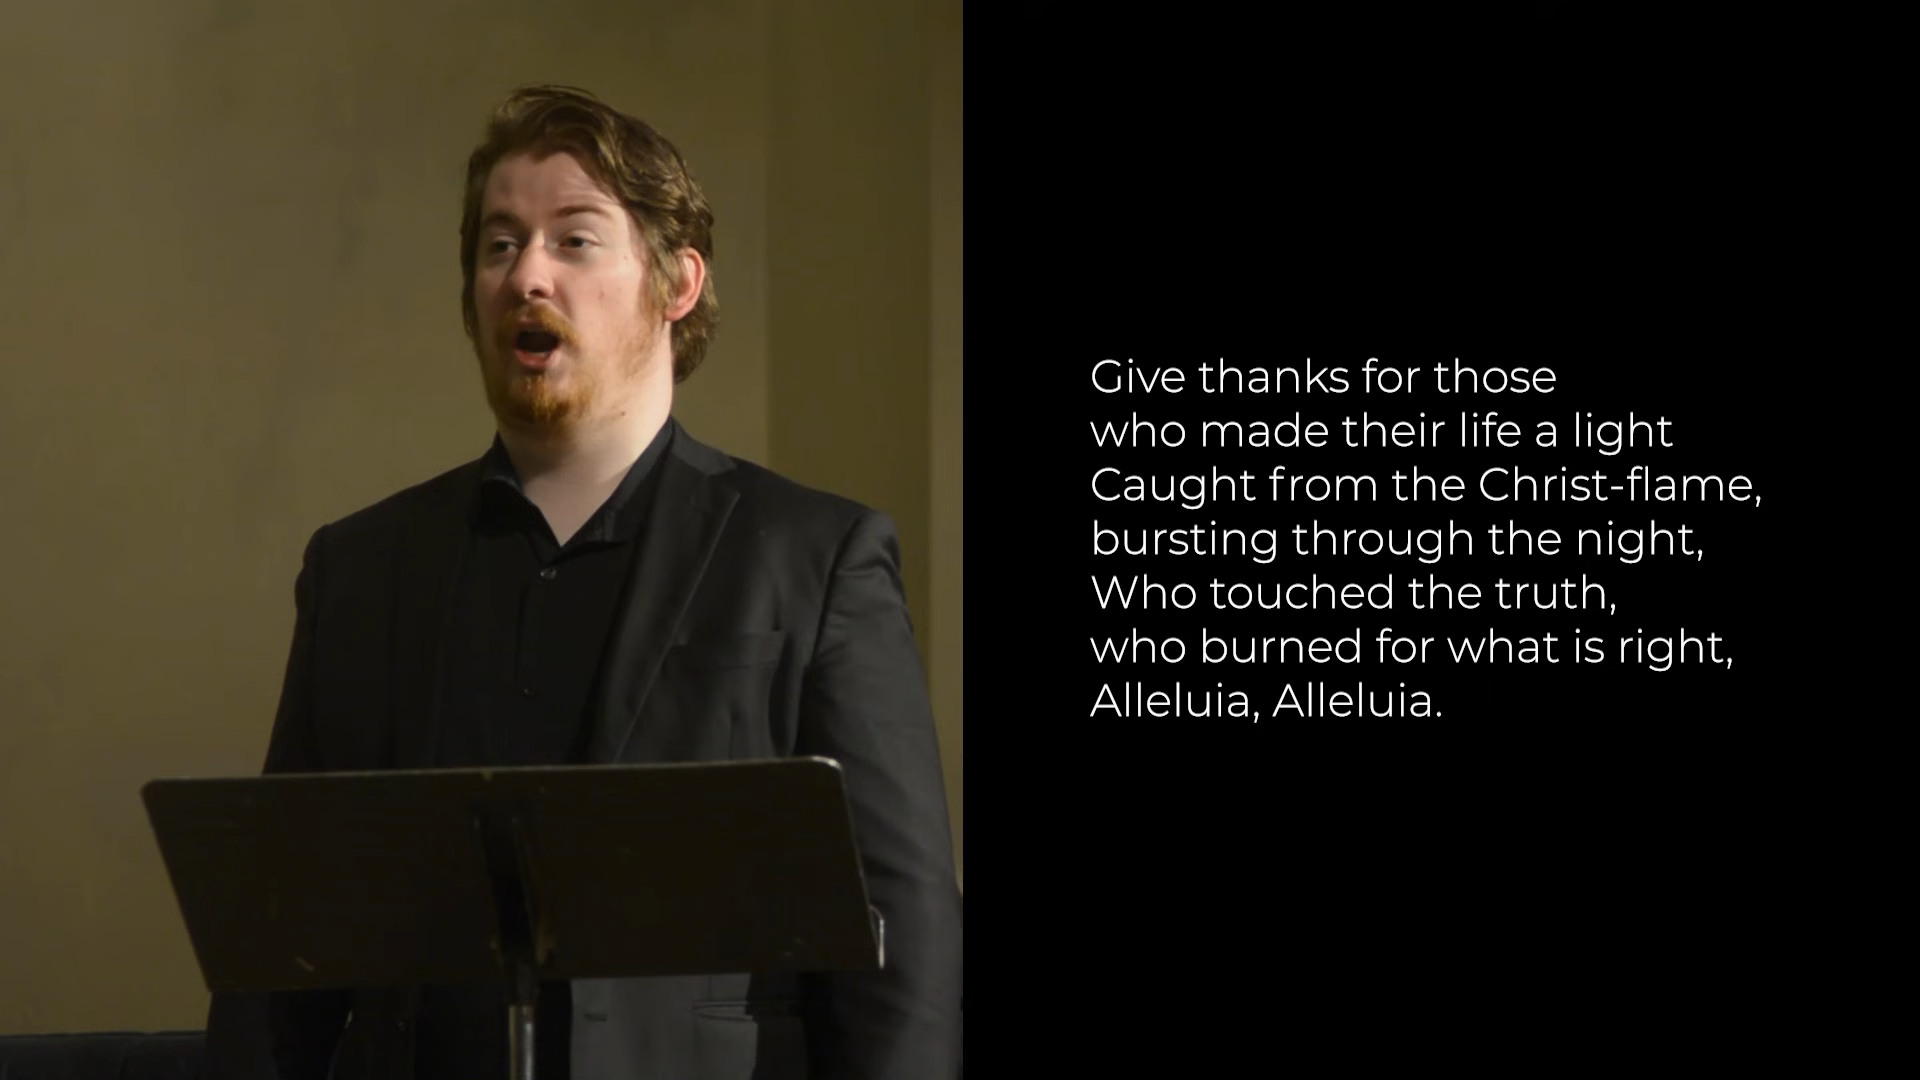 Give thanks for those
who made their life a light
Caught from the Christ-flame,
bursting through the night,
Who touched the truth,
who burned for what is right,
Alleluia, Alleluia.